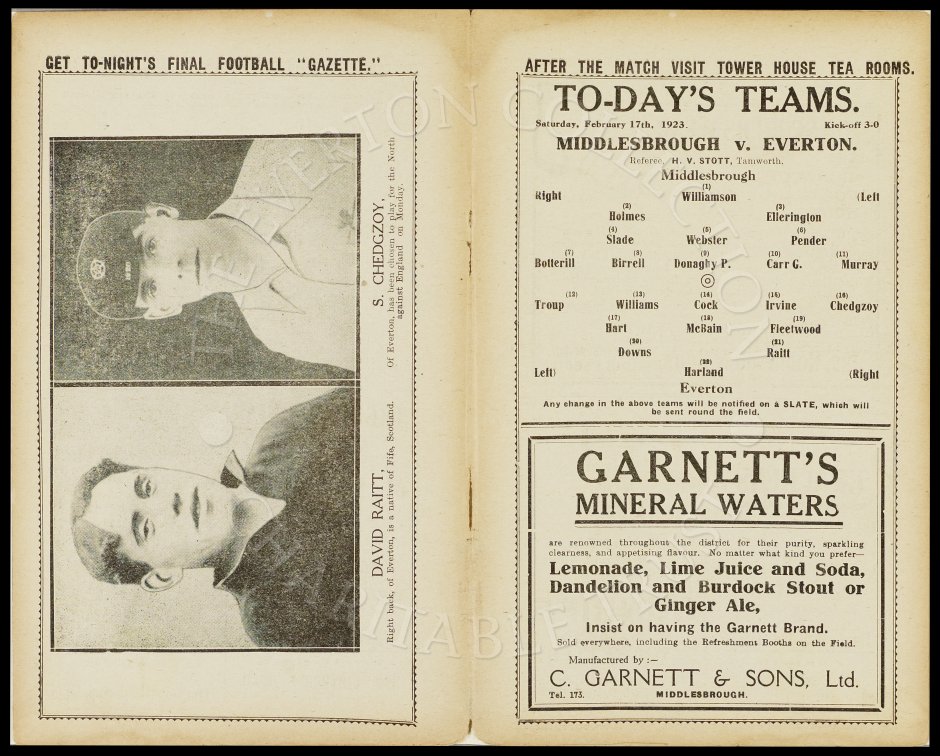 GET TO-NIGHT'S FINAL FOOTBALL "GAZETTE."
S. CHEDGZOY,
Of Everton, has been chosen to play for the North
against England on Monday.
DAVID RAITT,
Right back, of Everton, is a native of Fife, Scotland.
AFTER THE MATCH VISIT TOWER HOUSE TEA ROOMS.
TO-DAY'S TEAMS.
Saturday, February 17th, 1923. Kick-off 3-0
MIDDLESBROUGH v. EVERTON.
Referee, H. V. STOTT, Tamworth.
Middlesbrough
(1)
Right Williamson (Left
(2) (3)
Holmes Ellerington
(4) (5) (6)
Slade Webster Pender
(7) (8) (9) (10) (11)
Botterill Birrell Donaghy P. Carr G. Murray
(12) (13) (14) (15) (16)
Troup Williams Cock Irvine Chedgzoy
(17) (18) (19)
Hart McBain Fleetwood
(20) (21)
Downs Raitt
(22)
Left) Harland (Right
Everton
Any change in the above teams will be notified on a SLATE, which will
be sent round the field.
GARNETT'S
MINERAL WATERS
are renowned throughout the district for their purity, sparkling
clearness, and appetising flavour. No matter what kind you prefer—
Lemonade, Lime Juice and Soda,
Dandelion and Burdock Stout or
Ginger Ale,
Insist on having the Garnett Brand.
Sold everywhere, including the Refreshment Booths on the Field.
Manufactured by :—
C. GARNETT & SONS, Ltd.
Tel. 173. MIDDLESBROUGH.
THE EVERTON COLLECTION
CHARITABLE TRUST